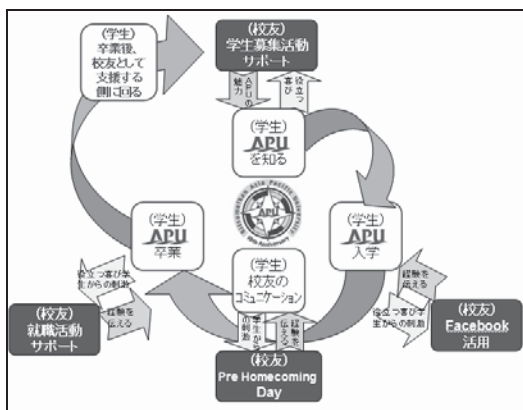 (学生)
卒業後、
校友として
支援する
側に回る
(校友)
学生募集活動
サポート
APUの
魅力
役立つ
喜び
(学生)
APU
を知る
(学生)
APU
入学
経験を
伝える
役立つ喜び学
生からの刺激
(校友)
Facebook
活用
Ritsumeikan Asia Pacific University
APU
(学生)
校友の
コミュニケーション
学生から
の刺激
経験を
伝える
(校友)
Pre Homecoming
Day
(学生)
APU
卒業
役立つ喜び学
生からの刺激
経験を
伝える
(校友)
就職活動
サポート